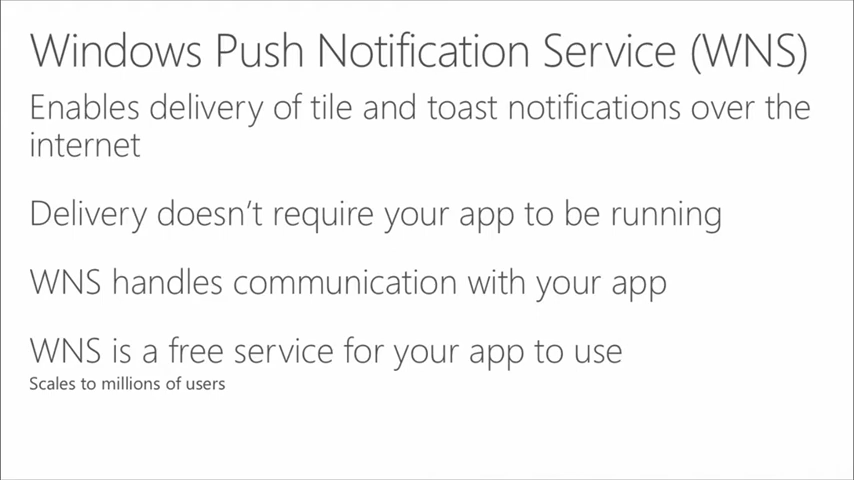 Windows Push Notification Service (WNS)
Enables delivery of tile and toast notifications over the
internet
Delivery doesn't require your app to be running
WNS handles communication with your app
WNS is a free service for your app to use
Scales to millions of users